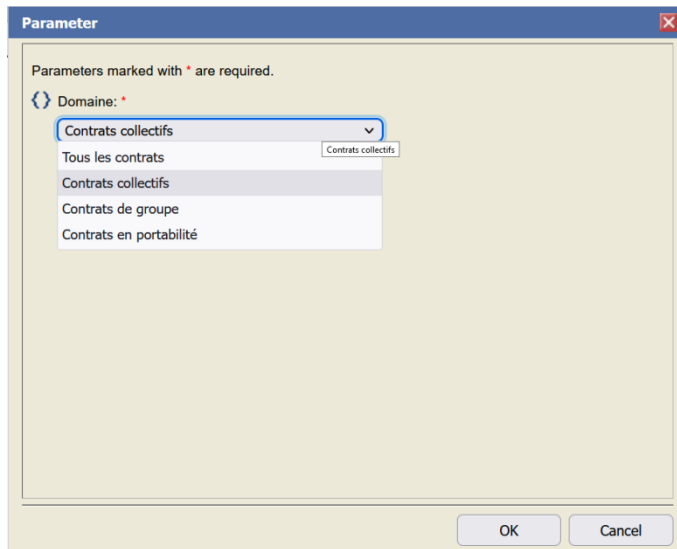 Parameter
Parameters marked with * are required.
{} Domaine: *
Contrats collectifs
Contrats collectifs
Tous les contrats
Contrats collectifs
Contrats de groupe
Contrats en portabilité
OK
Cancel